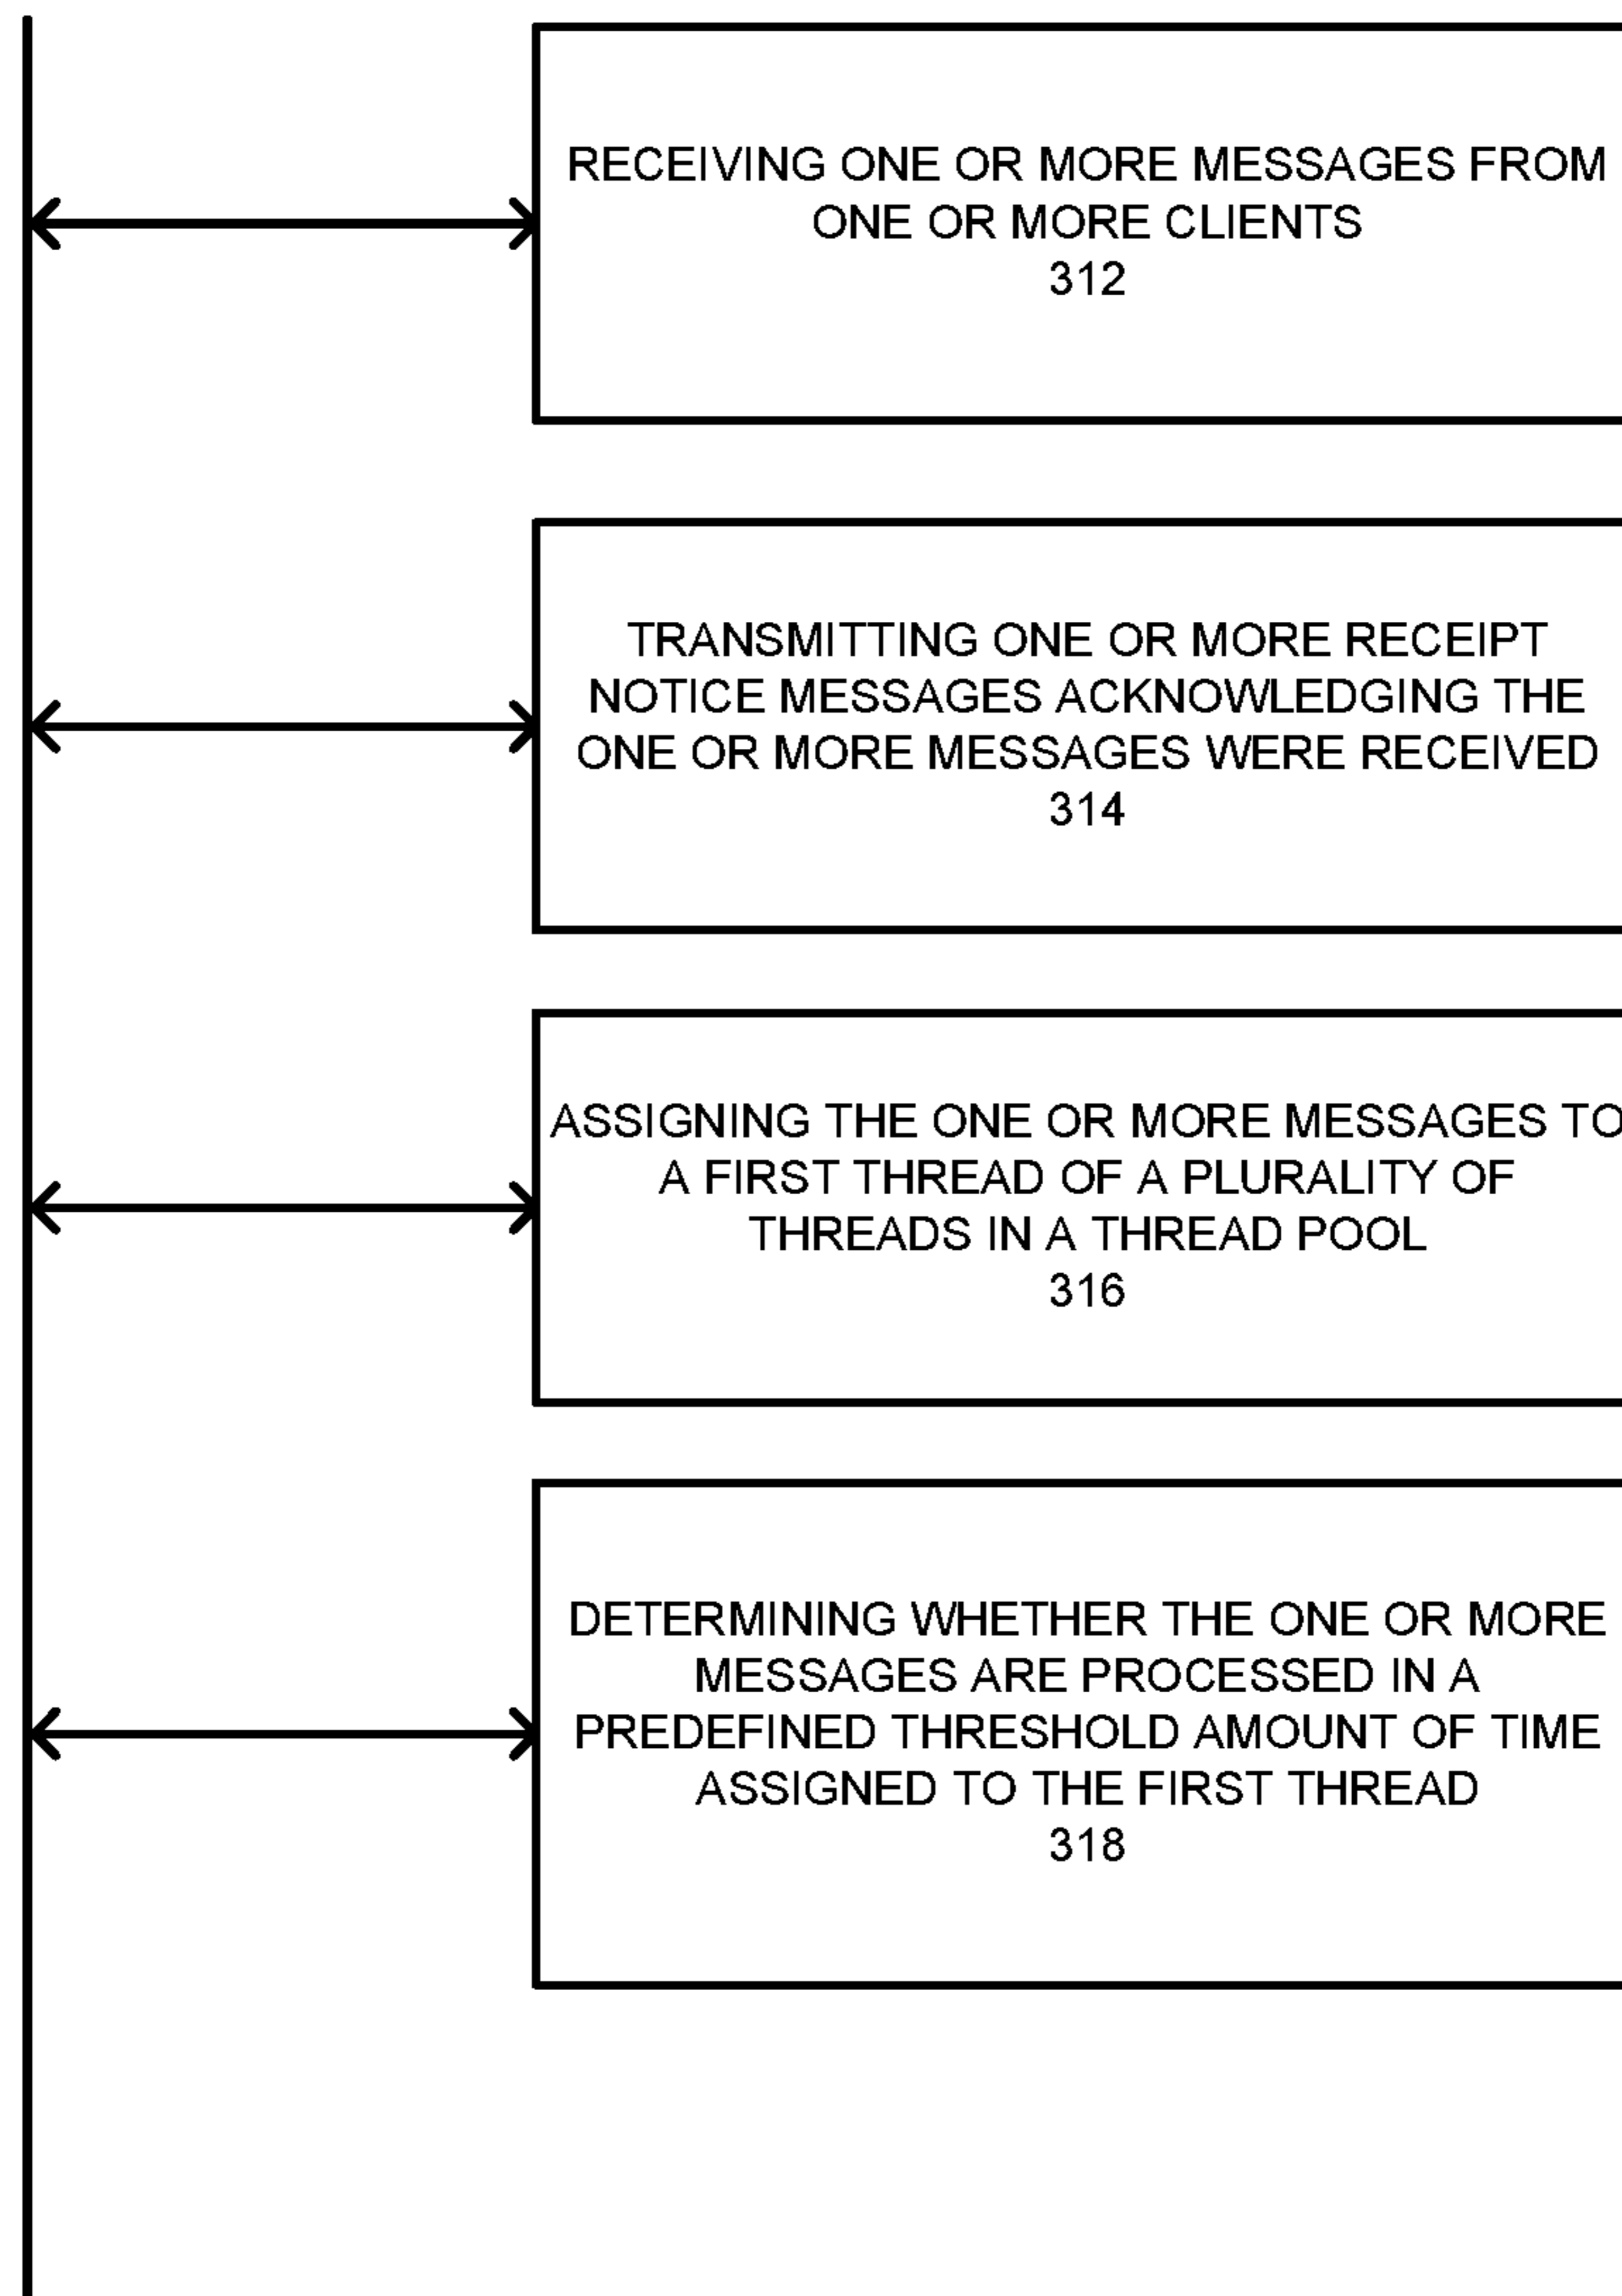 RECEIVING ONE OR MORE MESSAGES FROM
ONE OR MORE CLIENTS
312
TRANSMITTING ONE OR MORE RECEIPT
NOTICE MESSAGES ACKNOWLEDGING THE
ONE OR MORE MESSAGES WERE RECEIVED
314
ASSIGNING THE ONE OR MORE MESSAGES TO
A FIRST THREAD OF A PLURALITY OF
THREADS IN A THREAD POOL
316
DETERMINING WHETHER THE ONE OR MORE
MESSAGES ARE PROCESSED IN A
PREDEFINED THRESHOLD AMOUNT OF TIME
ASSIGNED TO THE FIRST THREAD
318